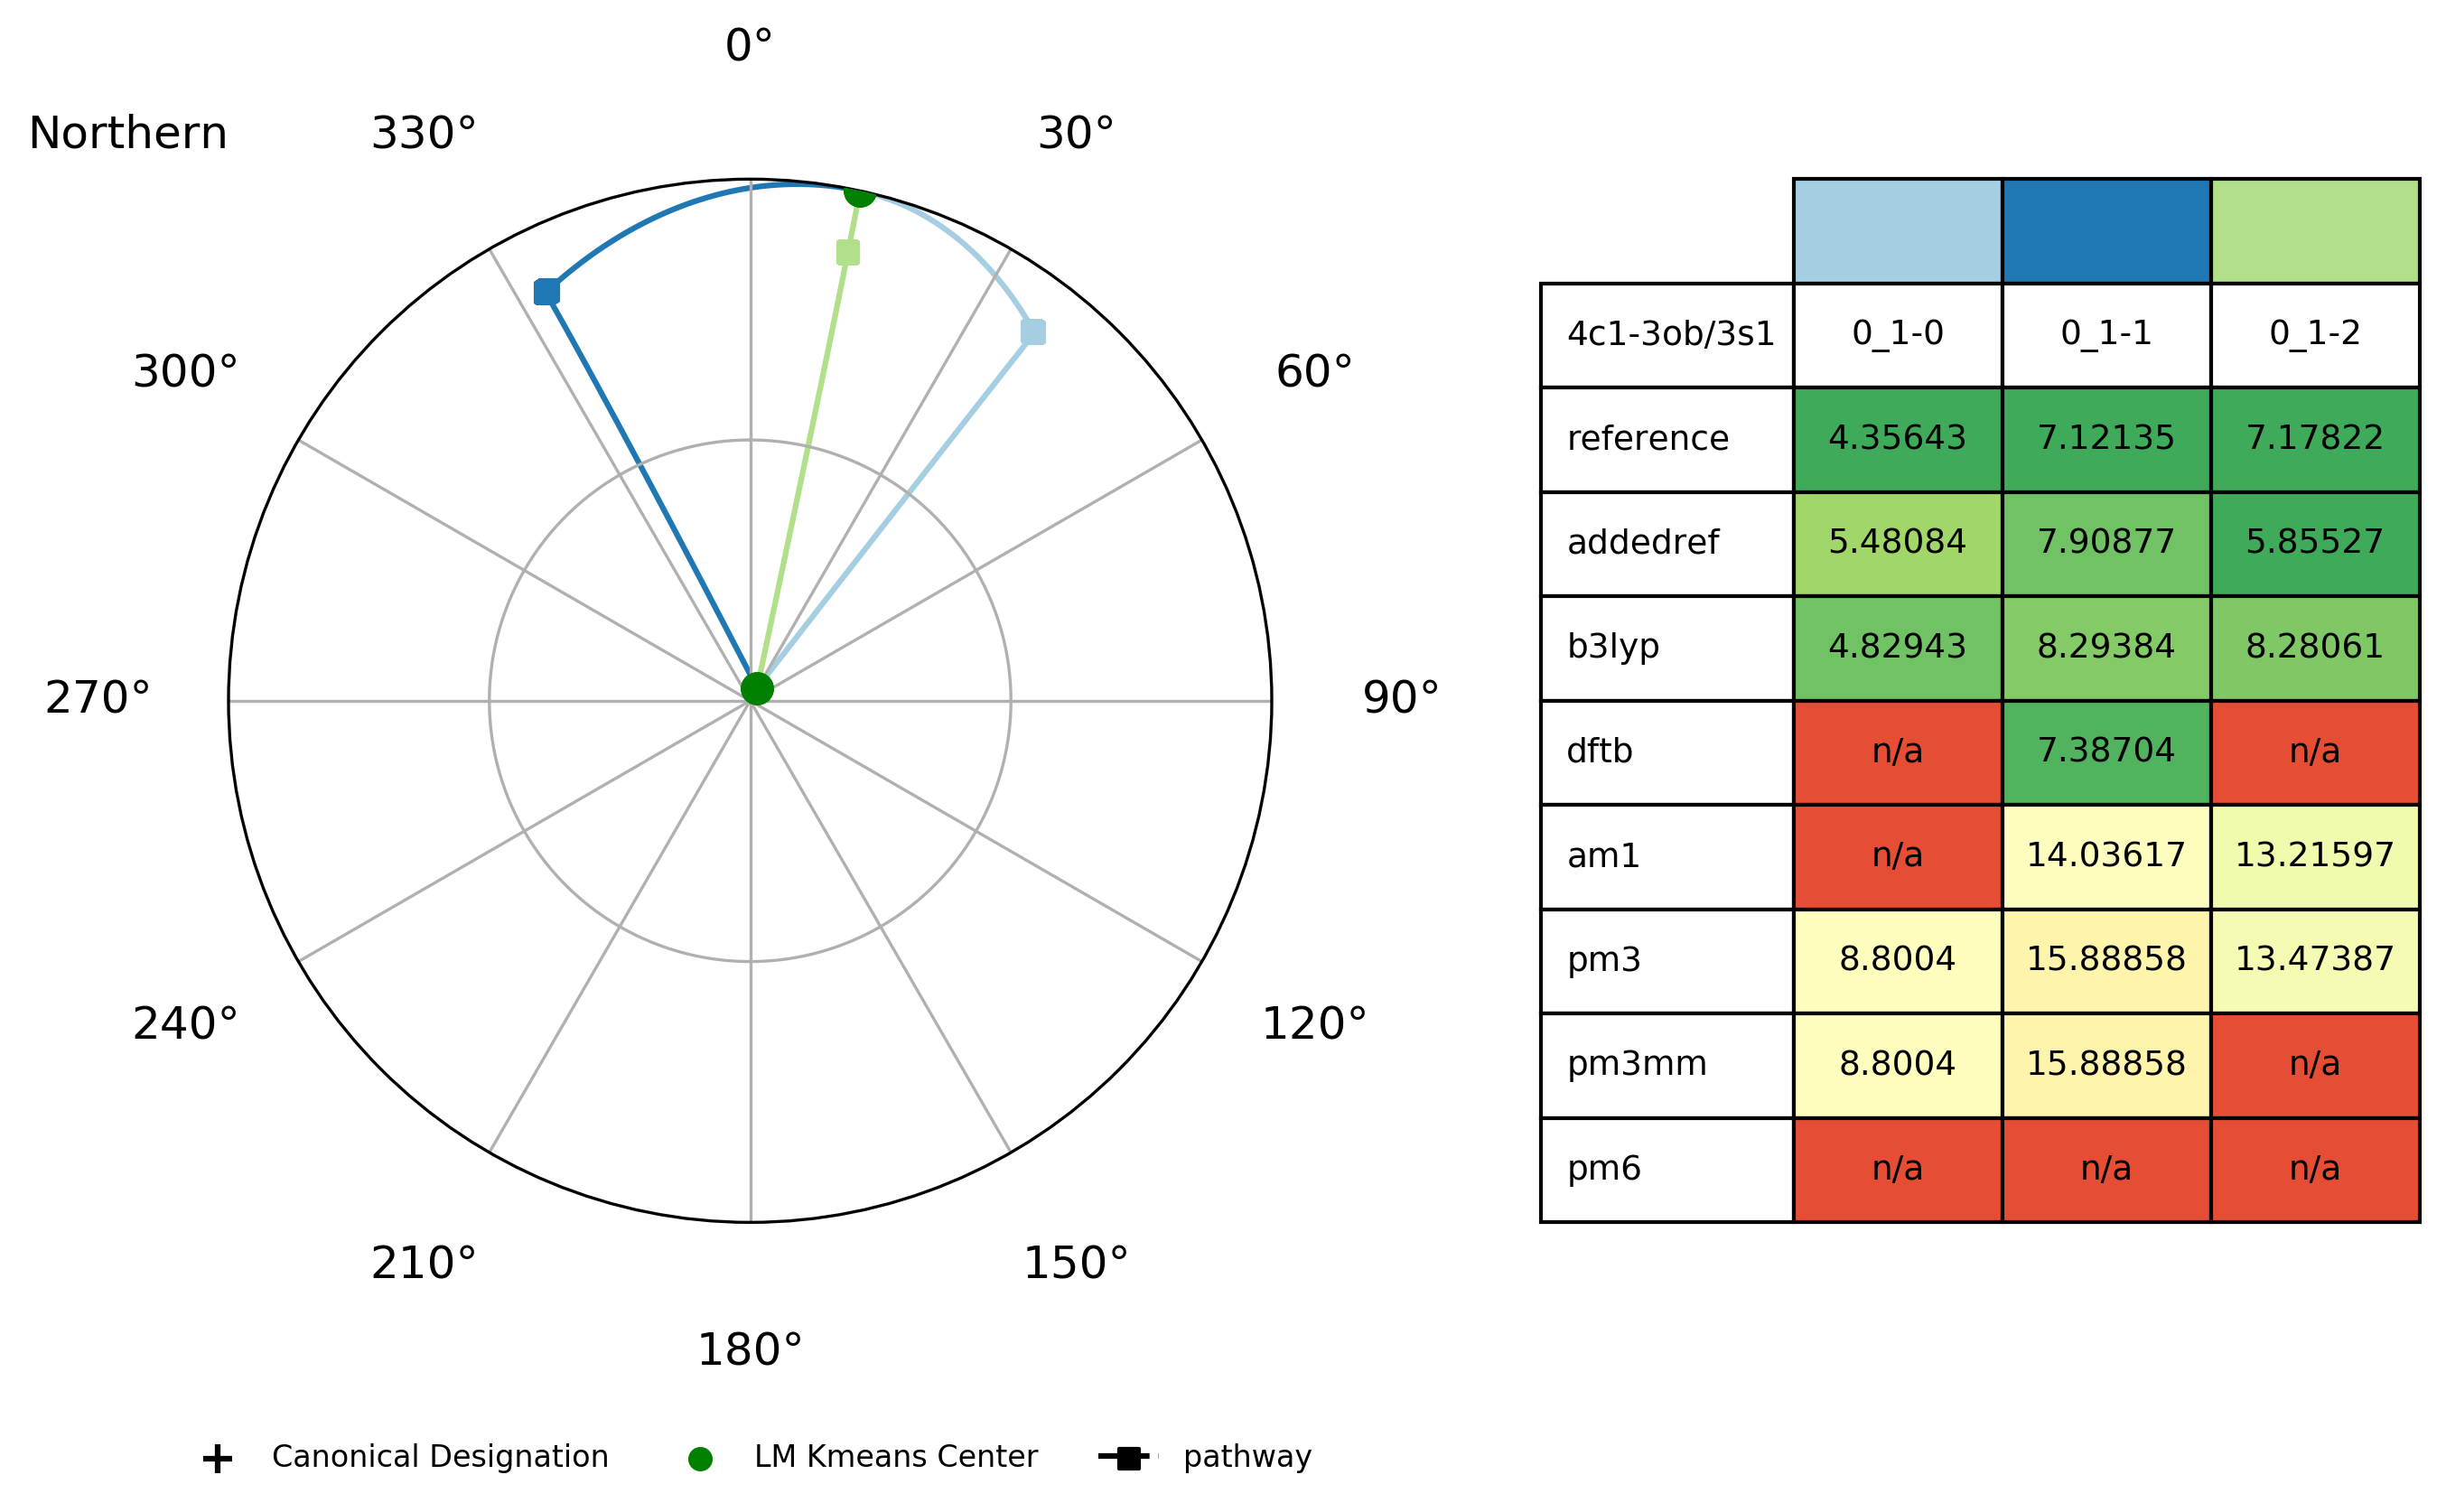 0°
Northern
330°
30°
300°
60°
270°
90°
240°
120°
210°
150°
180°
4c1-3ob/3s1 0_1-0 0_1-1 0_1-2
reference 4.35643 7.12135 7.17822
addedref 5.48084 7.90877 5.85527
b3lyp 4.82943 8.29384 8.28061
dftb n/a 7.38704 n/a
am1 n/a 14.03617 13.21597
pm3 8.8004 15.88858 13.47387
pm3mm 8.8004 15.88858 n/a
pm6 n/a n/a n/a
Canonical Designation LM Kmeans Center pathway